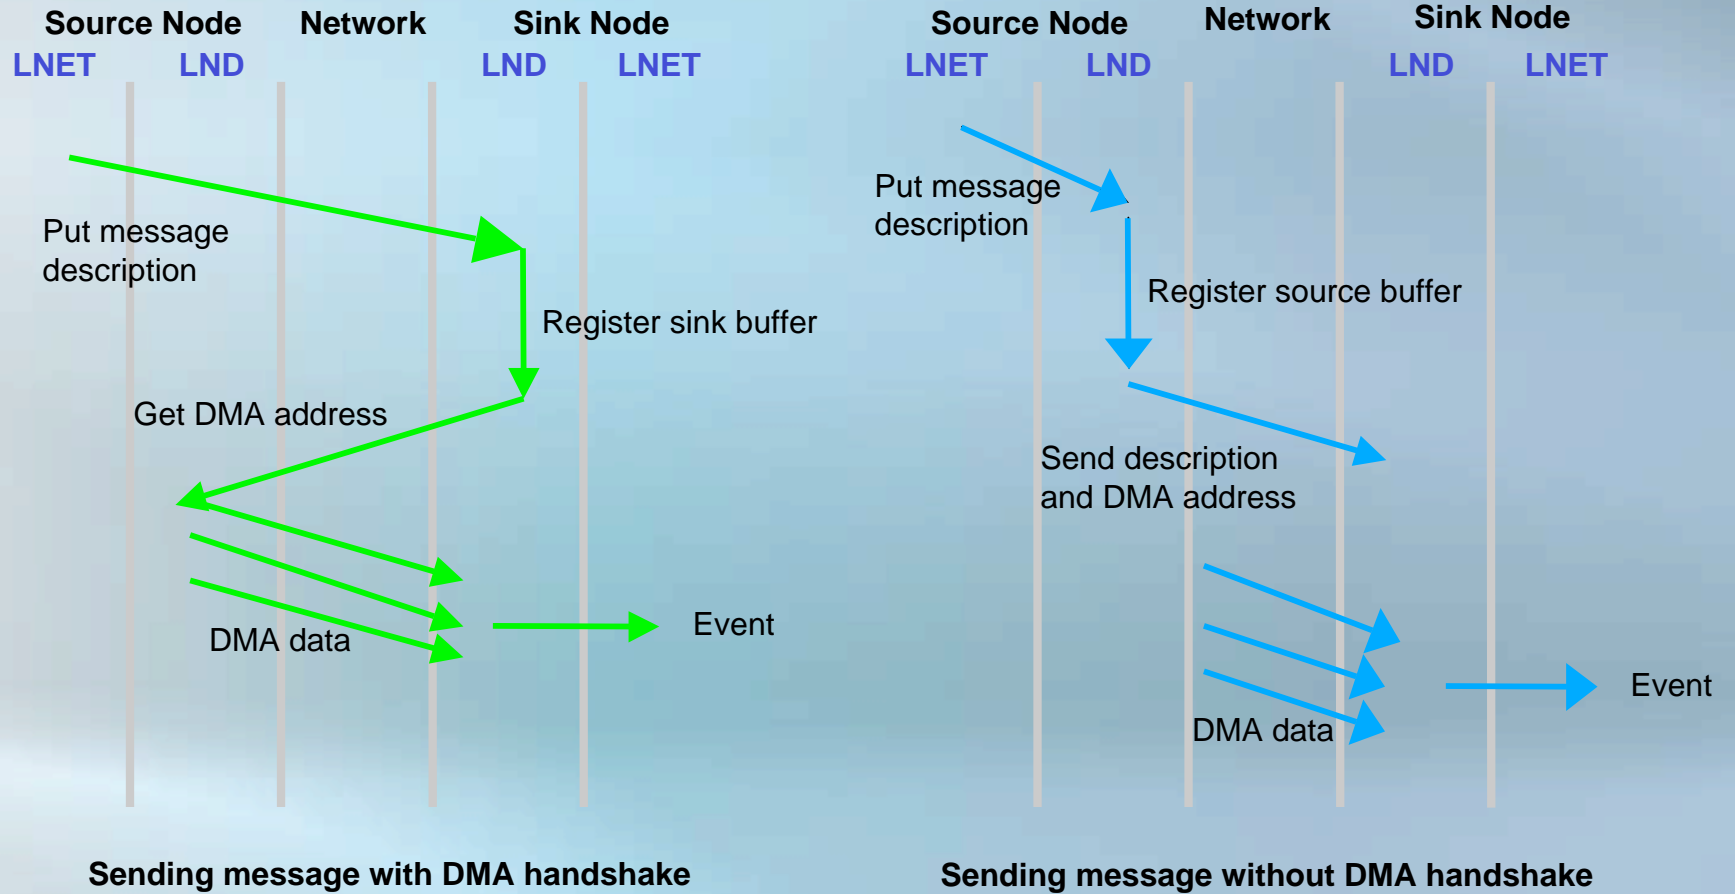 Source Node Network Sink Node
LNET LND LND LNET
Put message
description
Register sink buffer
Get DMA address
DMA data
Event
Sending message with DMA handshake
Source Node Network Sink Node
LNET LND LND LNET
Put message
description
Register source buffer
Send description
and DMA address
DMA data
Event
Sending message without DMA handshake